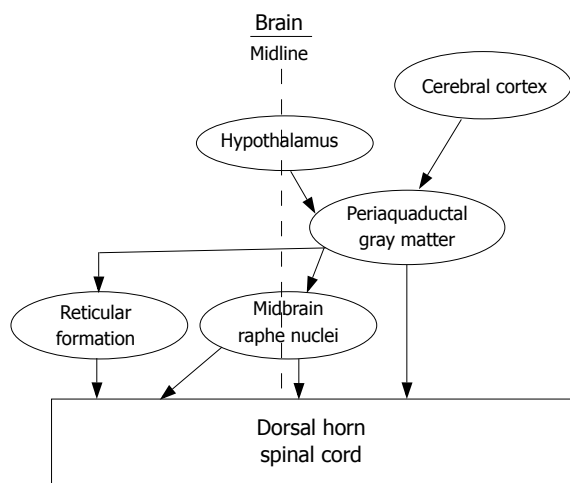 Brain
Midline
Cerebral cortex
Hypothalamus
Periaquaductal
gray matter
Reticular
formation
Midbrain
raphe nuclei
Dorsal horn
spinal cord